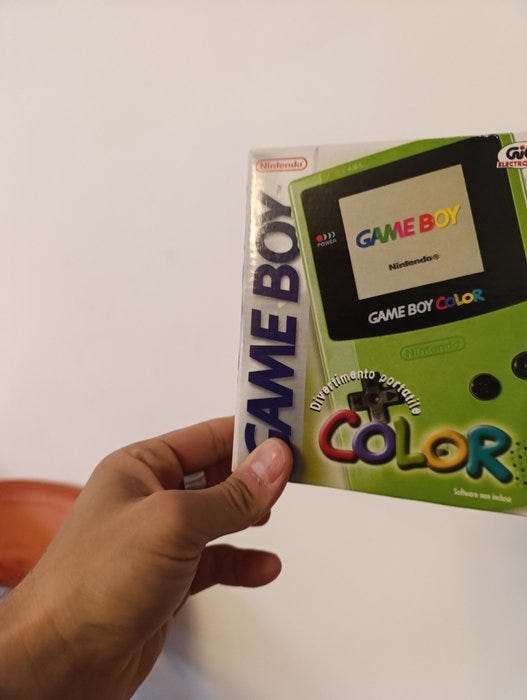 Nintendo
GAME BOY
POWER
GAME BOY
Nintendo
GAME BOY COLOR
Nintendo
Divertimento portatile
COLOR
Software non incluso